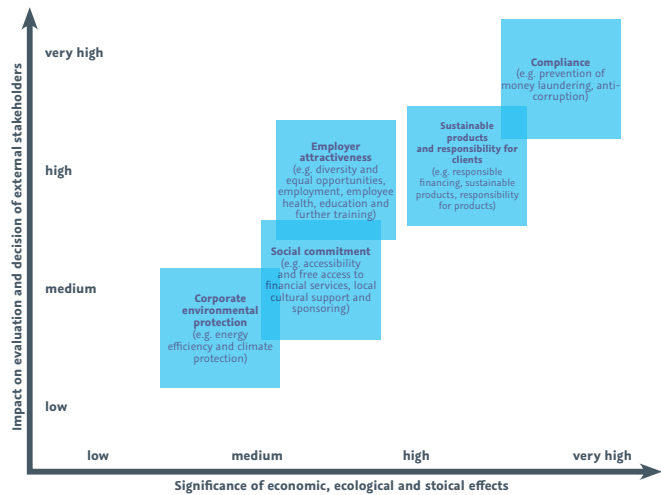 Impact on evaluation and decision of external stakeholders
very high
high
medium
low
Compliance
(e.g. prevention of
money laundering, anti-
corruption)
Sustainable
products
and responsibility for
clients
(e.g. responsible
financing, sustainable
products, responsibility
for products)
Employer
attractiveness
(e.g. diversity and
equal opportunities,
employment, employee
health, education and
further training)
Social commitment
(e.g. accessibility
and free access to
financial services, local
cultural support and
sponsoring)
Corporate
environmental
protection
(e.g. energy
efficiency and climate
protection)
low medium high very high
Significance of economic, ecological and stoical effects